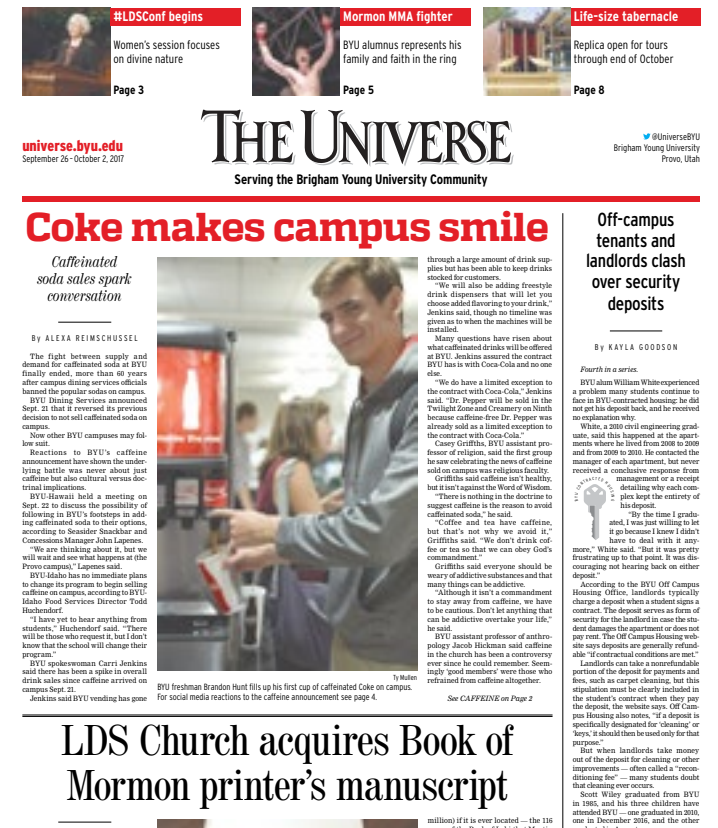 #LDSConf begins
Women's session focuses
on divine nature
Page 3
Mormon MMA fighter
BYU alumnus represents his
family and faith in the ring
Page 5
Life-size tabernacle
Replica open for tours
through end of October
Page 8
universe.byu.edu
September 26 - October 2, 2017
THE UNIVERSE
Serving the Brigham Young University Community
@UniverseBYU
Brigham Young University
Provo, Utah
Coke makes campus smile
Caffeinated
soda sales spark
conversation
By ALEXA REIMSCHUSSEL
The fight between supply and
demand for caffeinated soda at BYU
finally ended, more than 60 years
after campus dining services officials
banned the popular sodas on campus.
BYU Dining Services announced
Sept. 21 that it reversed its previous
decision to not sell caffeinated soda on
campus.
Now other BYU campuses may fol-
low suit.
Reactions to BYU's caffeine
announcement have shown the under-
lying battle was never about just
caffeine but also cultural versus doc-
trinal implications.
BYU-Hawaii held a meeting on
Sept. 22 to discuss the possibility of
following in BYU's footsteps in add-
ing caffeinated soda to their options,
according to Seasider Snackbar and
Concessions Manager John Lapenes.
"We are thinking about it, but we
will wait and see what happens at (the
Provo campus)," Lapenes said.
BYU-Idaho has no immediate plans
to change its program to begin selling
caffeine on campus, according to BYU-
Idaho Food Services Director Todd
Huchendorf.
"I have yet to hear anything from
students," Huchendorf said. "There
will be those who request it, but I don't
know that the school will change their
program."
BYU spokeswoman Carri Jenkins
said there has been a spike in overall
drink sales since caffeine arrived on
campus Sept. 21.
Jenkins said BYU vending has gone
Ty Mullen
BYU freshman Brandon Hunt fills up his first cup of caffeinated Coke on campus.
For social media reactions to the caffeine announcement see page 4.
through a large amount of drink sup-
plies but has been able to keep drinks
stocked for customers.
"We will also be adding freestyle
drink dispensers that will let you
choose added flavoring to your drink,"
Jenkins said, though no timeline was
given as to when the machines will be
installed.
Many questions have risen about
what caffeinated drinks will be offered
at BYU. Jenkins assured the contract
BYU has is with Coca-Cola and no one
else.
"We do have a limited exception to
the contract with Coca-Cola," Jenkins
said. "Dr. Pepper will be sold in the
Twilight Zone and Creamery on Ninth
because caffeine-free Dr. Pepper was
already sold as a limited exception to
the contract with Coca-Cola."
Casey Griffiths, BYU assistant pro-
fessor of religion, said the first group
he saw celebrating the news of caffeine
sold on campus was religious faculty.
Griffiths said caffeine isn't healthy,
but it isn't against the Word of Wisdom.
"There is nothing in the doctrine to
suggest caffeine is the reason to avoid
caffeinated soda," he said.
"Coffee and tea have caffeine,
but that's not why we avoid it,"
Griffiths said. "We don't drink cof-
fee or tea so that we can obey God's
commandment."
Griffiths said everyone should be
weary of addictive substances and that
many things can be addictive.
"Although it isn't a commandment
to stay away from caffeine, we have
to be cautious. Don't let anything that
can be addictive overtake your life,"
he said.
BYU assistant professor of anthro-
pology Jacob Hickman said caffeine
in the church has been a controversy
ever since he could remember. Seem-
ingly 'good members' were those who
refrained from caffeine altogether.
See CAFFEINE on Page 2
Off-campus
tenants and
landlords clash
over security
deposits
By KAYLA GOODSON
Fourth in a series.
BYU alum William White experienced
a problem many students continue to
face in BYU-contracted housing: he did
not get his deposit back, and he received
no explanation why.
White, a 2010 civil engineering grad-
uate, said this happened at the apart-
ments where he lived from 2008 to 2009
and from 2009 to 2010. He contacted the
manager of each apartment, but never
received a conclusive response from
management or a receipt
detailing why each com-
plex kept the entirety of
his deposit.
"By the time I gradu-
ated, I was just willing to let
it go because I knew I didn't
have to deal with it any-
more," White said. "But it was pretty
frustrating up to that point. It was dis-
couraging not hearing back on either
deposit."
According to the BYU Off Campus
Housing Office, landlords typically
charge a deposit when a student signs a
contract. The deposit serves as form of
security for the landlord in case the stu-
dent damages the apartment or does not
pay rent. The Off Campus Housing web-
site says deposits are generally refund-
able "if contractual conditions are met."
Landlords can take a nonrefundable
portion of the deposit for payments and
fees, such as carpet cleaning, but this
stipulation must be clearly included in
the student's contract when they pay
the deposit, the website says. Off Cam-
pus Housing also notes, "if a deposit is
specifically designated for 'cleaning' or
'keys,' it should then be used only for that
purpose."
But when landlords take money
out of the deposit for cleaning or other
improvements — often called a "recon-
ditioning fee" — many students doubt
that cleaning ever occurs.
Scott Wiley graduated from BYU
in 1985, and his three children have
attended BYU — one graduated in 2010,
one in December 2016, and the other
LDS Church acquires Book of
Mormon printer's manuscript
million) if it is ever located — the 116